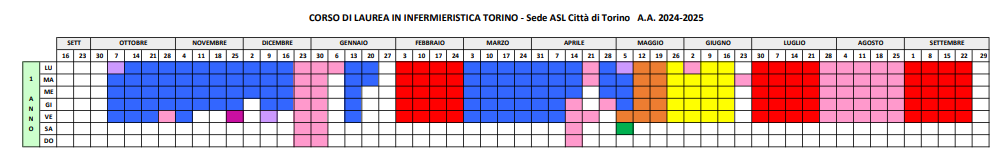 CORSO DI LAUREA IN INFERMIERISTICA TORINO - Sede ASL Città di Torino A.A. 2024-2025
SETT OTTOBRE NOVEMBRE DICEMBRE GENNAIO FEBBRAIO MARZO APRILE MAGGIO GIUGNO LUGLIO AGOSTO SETTEMBRE
16 23 30 7 14 21 28 4 11 18 25 2 9 16 23 30 6 13 20 27 3 10 17 24 3 10 17 24 31 7 14 21 28 5 12 19 26 2 9 16 23 30 7 14 21 28 4 11 18 25 1 8 15 22 29
LU
1 MA
A ME
N GI
N VE
O SA
DO